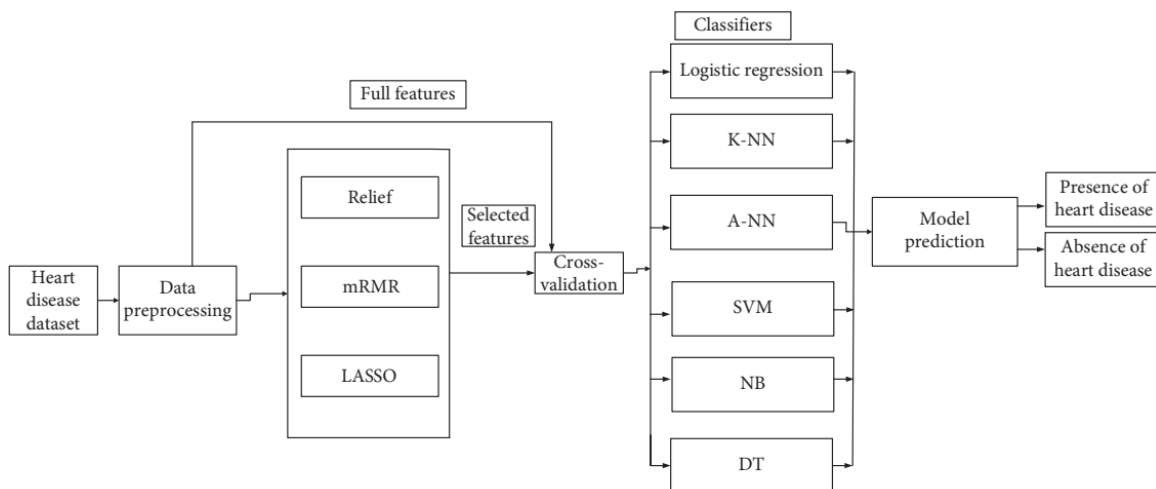 Classifiers
Logistic regression
Full features
K-NN
Relief
Selected
features
A-NN
Model
prediction
Presence of
heart disease
Absence of
heart disease
Heart
disease
dataset
Data
preprocessing
mRMR
Cross-
validation
SVM
LASSO
NB
DT